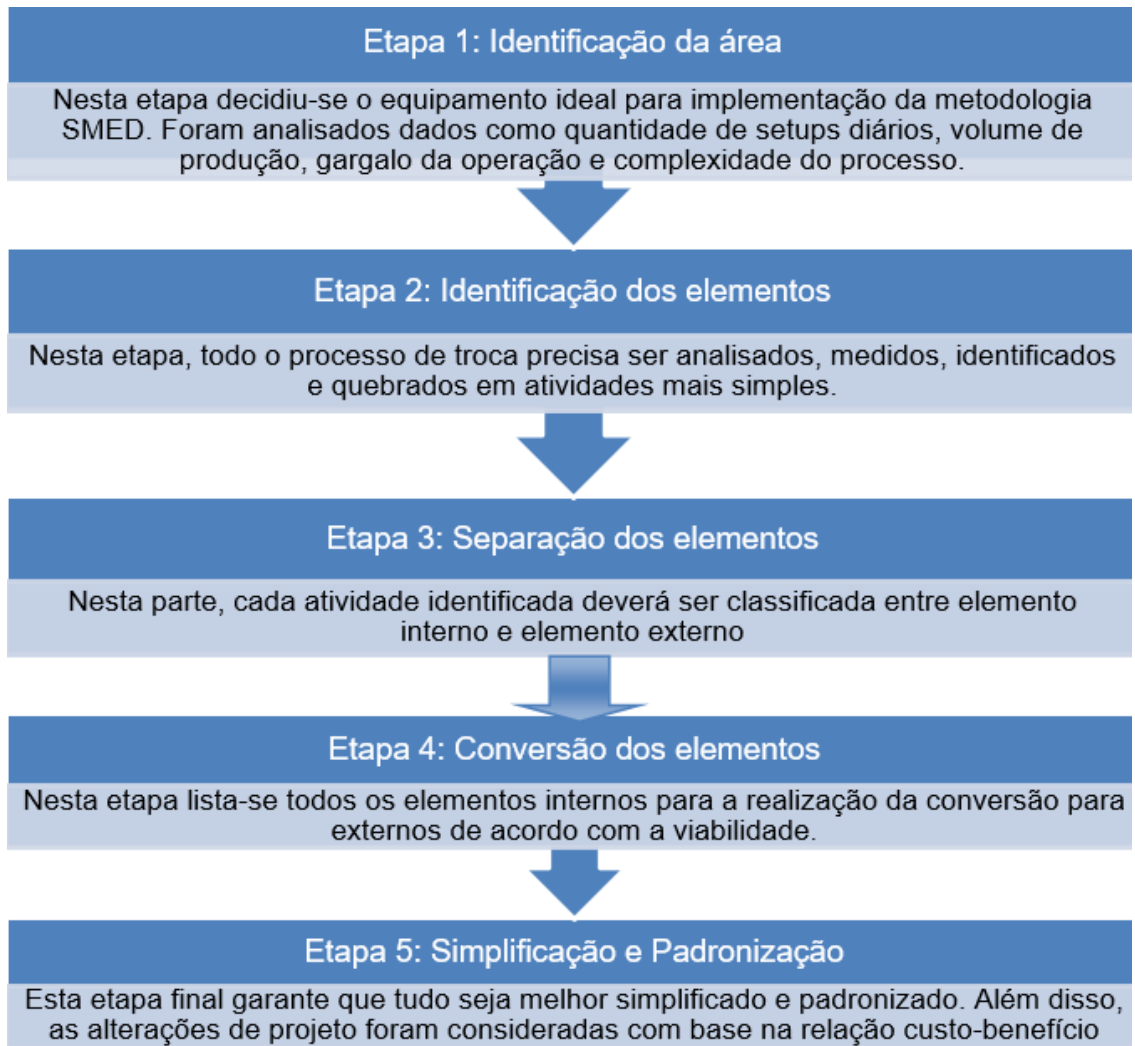 Etapa 1: Identificação da área
Nesta etapa decidiu-se o equipamento ideal para implementação da metodologia
SMED. Foram analisados dados como quantidade de setups diários, volume de
produção, gargalo da operação e complexidade do processo.
Etapa 2: Identificação dos elementos
Nesta etapa, todo o processo de troca precisa ser analisados, medidos, identificados
e quebrados em atividades mais simples.
Etapa 3: Separação dos elementos
Nesta parte, cada atividade identificada deverá ser classificada entre elemento
interno e elemento externo
Etapa 4: Conversão dos elementos
Nesta etapa lista-se todos os elementos internos para a realização da conversão para
externos de acordo com a viabilidade.
Etapa 5: Simplificação e Padronização
Esta etapa final garante que tudo seja melhor simplificado e padronizado. Além disso,
as alterações de projeto foram consideradas com base na relação custo-benefício